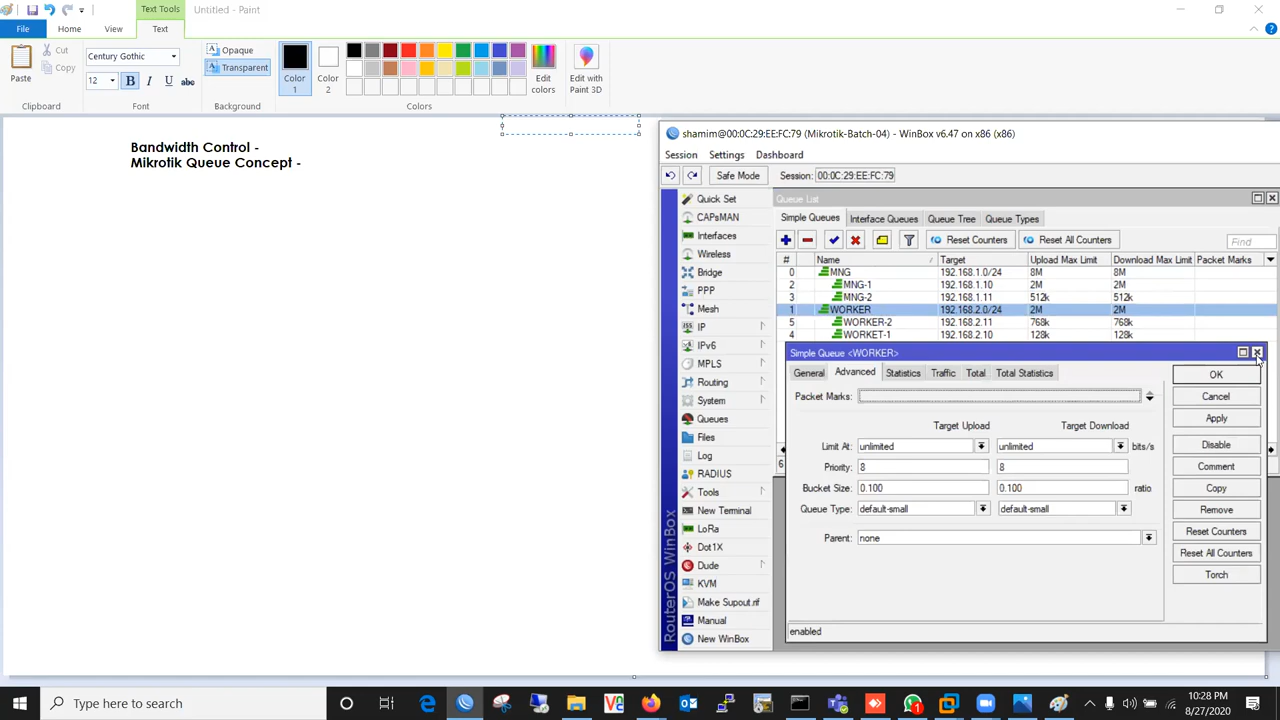 Text Tools
Untitled - Paint
File
Home
View
Text
Paste
Cut
Copy
Century Gothic
12
B
I
U
abc
Opaque
Transparent
Color 1
Color 2
Edit colors
Edit with Paint 3D
Clipboard
Font
Background
Colors
Bandwidth Control -
Mikrotik Queue Concept -
shamim@00:0C:29:EE:FC:79 (Mikrotik-Batch-04) - WinBox v6.47 on x86 (x86)
Session Settings Dashboard
Safe Mode Session: 00:0C:29:EE:FC:79
RouterOS WinBox
Quick Set
CAPsMAN
Interfaces
Wireless
Bridge
PPP
Mesh
IP
IPv6
MPLS
Routing
System
Queues
Files
Log
RADIUS
Tools
New Terminal
LoRa
Dot1X
Dude
KVM
Make Supout.rif
Manual
New WinBox
Queue List
Simple Queues Interface Queues Queue Tree Queue Types
Reset Counters Reset All Counters Find
# Name Target Upload Max Limit Download Max Limit Packet Marks
0 MNG 192.168.1.0/24 8M 8M
2 MNG-1 192.168.1.10 2M 2M
3 MNG-2 192.168.1.11 512k 512k
1 WORKER 192.168.2.0/24 2M 2M
5 WORKER-2 192.168.2.11 768k 768k
4 WORKET-1 192.168.2.10 128k 128k
6
Simple Queue <WORKER>
General Advanced Statistics Traffic Total Total Statistics
Packet Marks:
Target Upload Target Download
Limit At: unlimited unlimited bits/s
Priority: 8 8
Bucket Size: 0.100 0.100 ratio
Queue Type: default-small default-small
Parent: none
OK
Cancel
Apply
Disable
Comment
Copy
Remove
Reset Counters
Reset All Counters
Torch
enabled
Type here to search
10:28 PM
8/27/2020